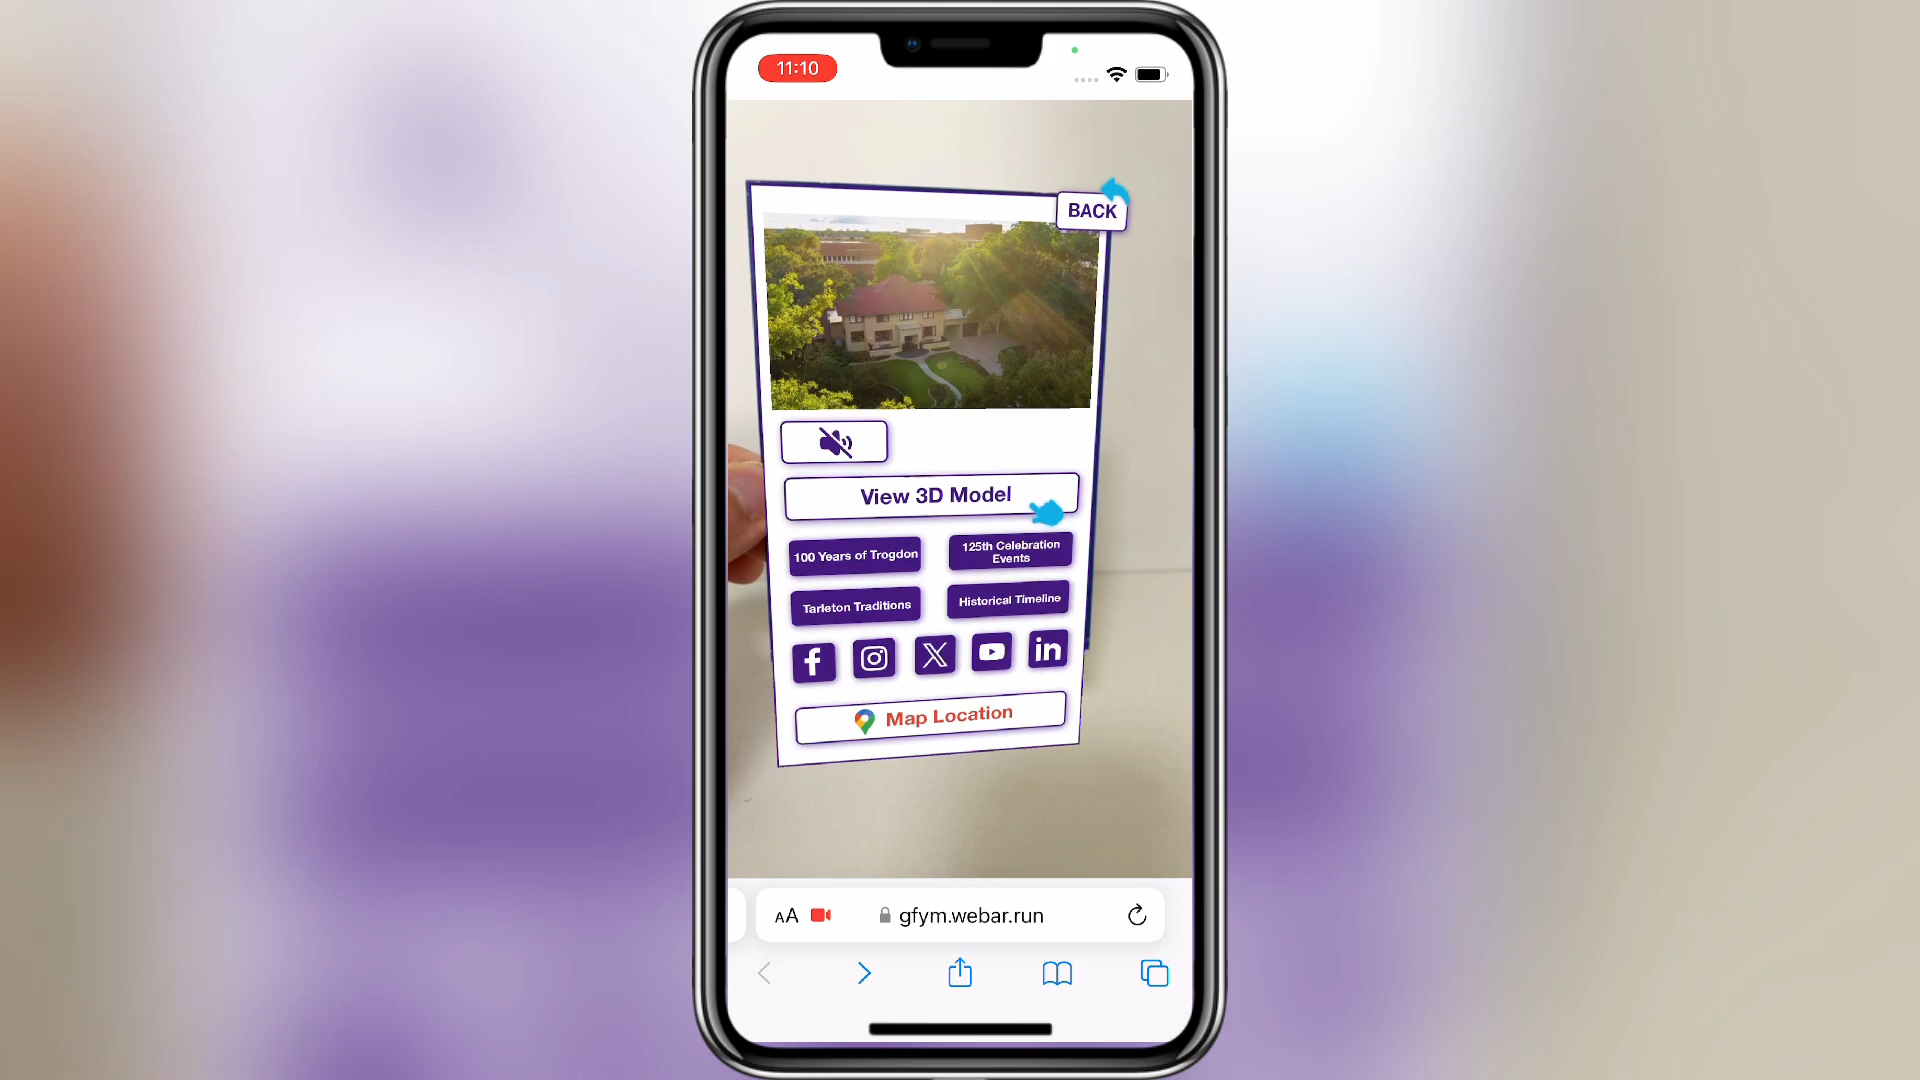 11:10
BACK
View 3D Model
100 Years of Trogdon
125th Celebration
Events
Tarleton Traditions
Historical Timeline
f
X
in
Map Location
AA
gfym.webar.run